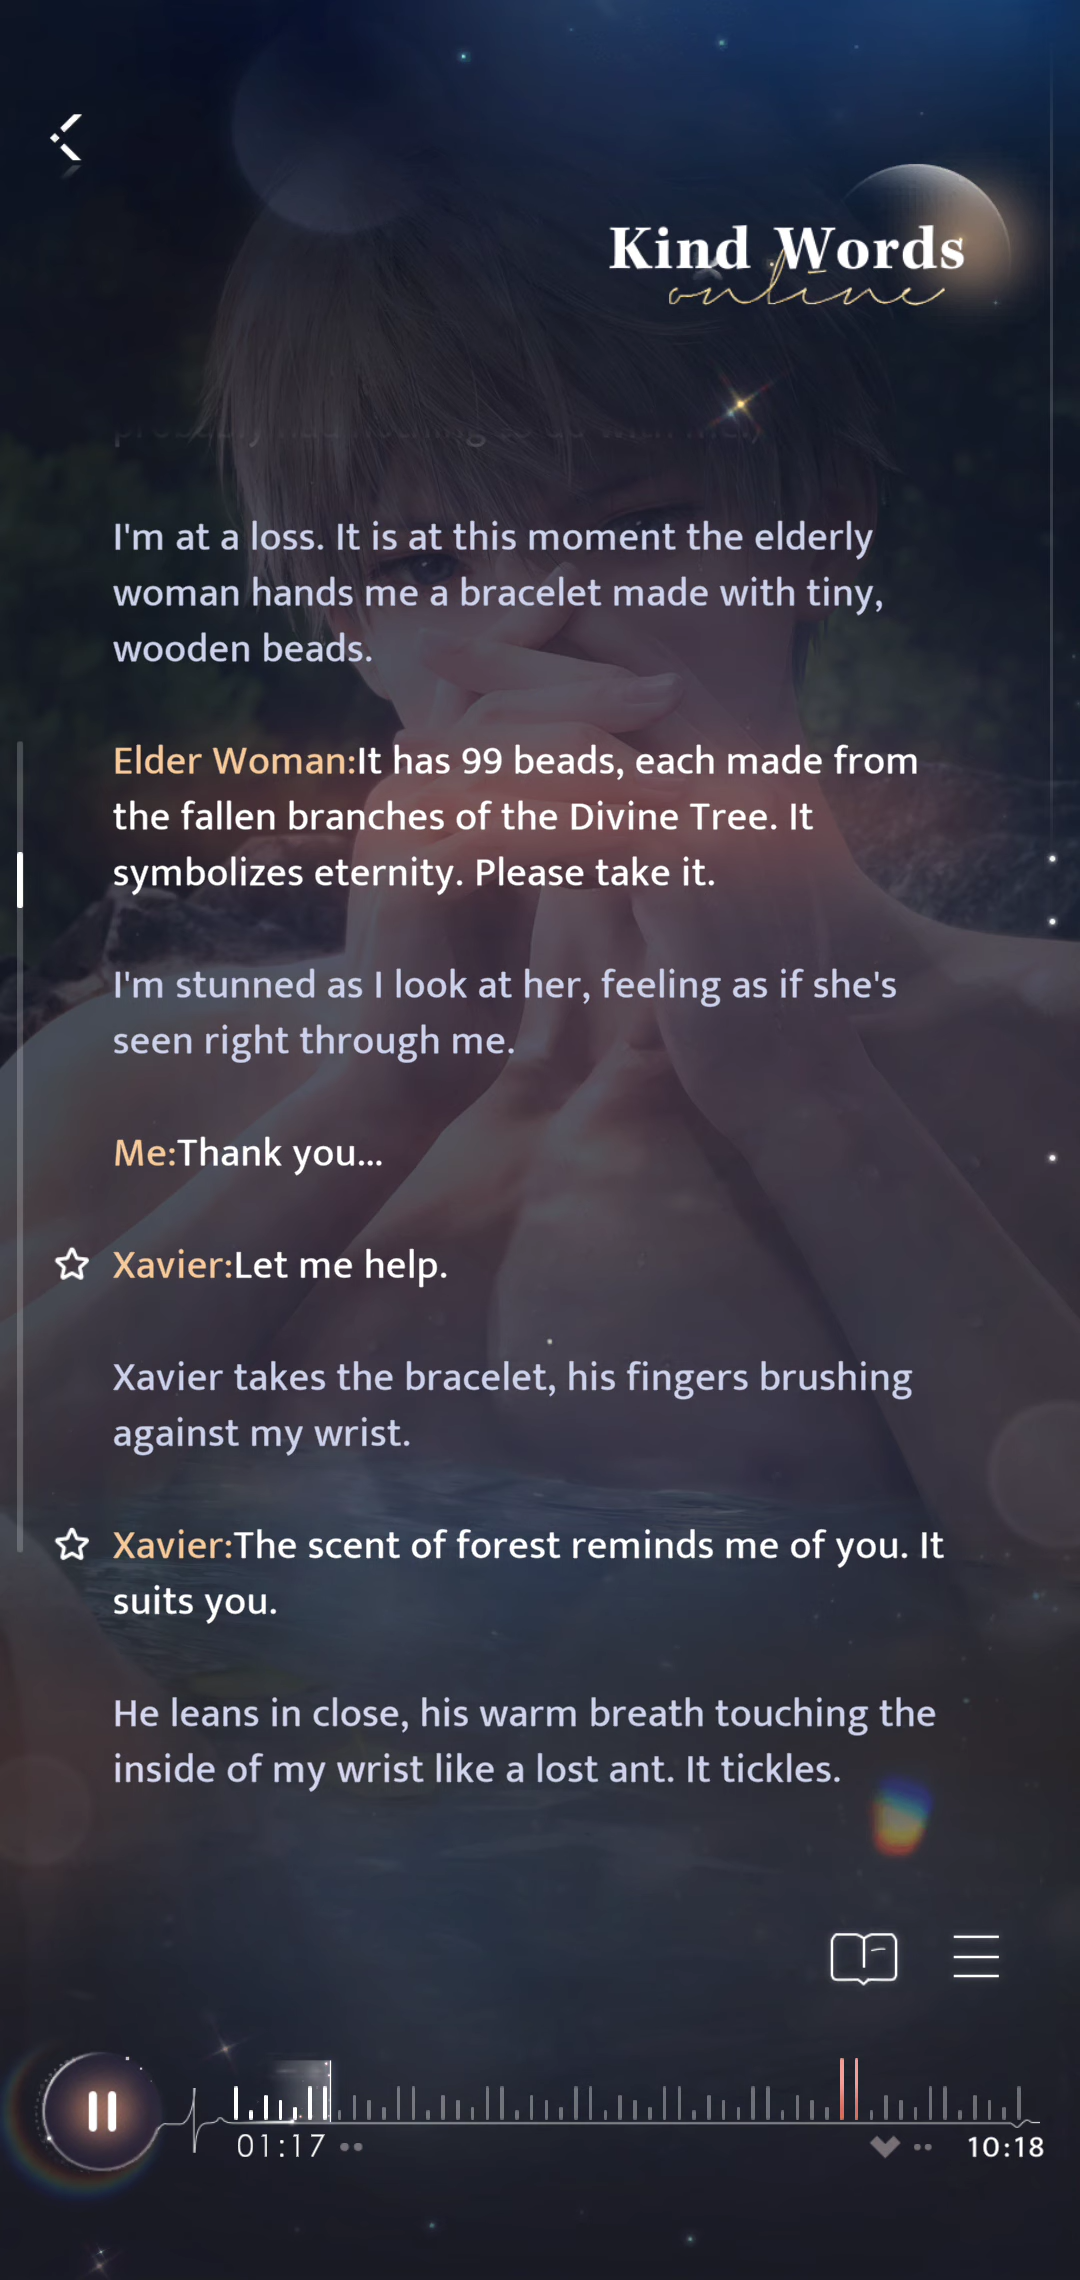 Kind Words
online
I'm at a loss. It is at this moment the elderly
woman hands me a bracelet made with tiny,
wooden beads.
Elder Woman:It has 99 beads, each made from
the fallen branches of the Divine Tree. It
symbolizes eternity. Please take it.
I'm stunned as I look at her, feeling as if she's
seen right through me.
Me:Thank you...
Xavier:Let me help.
Xavier takes the bracelet, his fingers brushing
against my wrist.
Xavier:The scent of forest reminds me of you. It
suits you.
He leans in close, his warm breath touching the
inside of my wrist like a lost ant. It tickles.
01:17
10:18